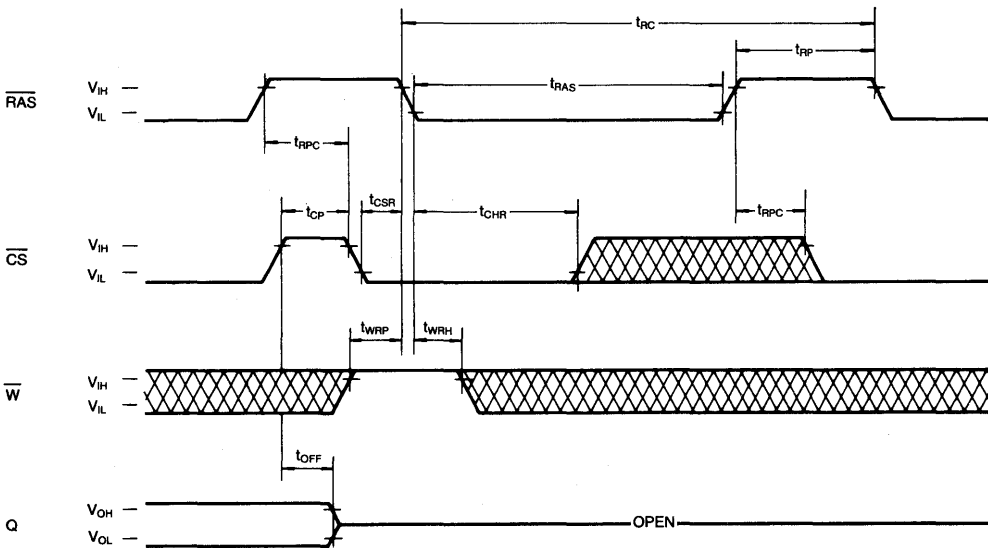 tRC
tRP
RAS
VIH
VIL
tRAS
tRPC
tCP
tCSR
tCHR
tRPC
CS
VIH
VIL
tWRP
tWRH
W
VIH
VIL
tOFF
Q
VOH
VOL
OPEN